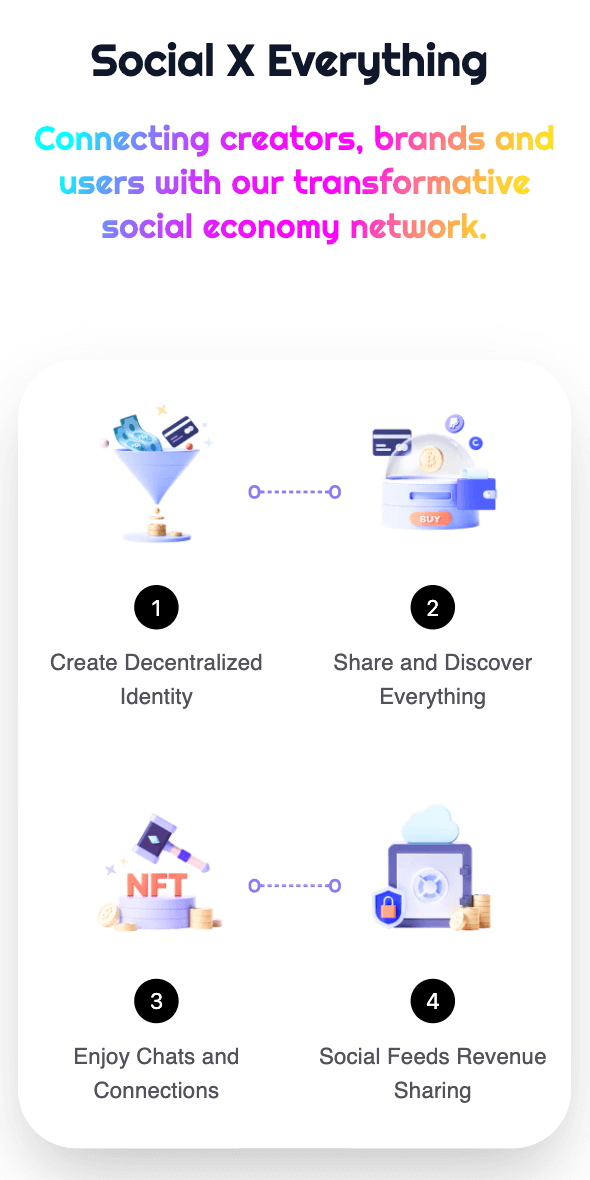 Social X Everything
Connecting creators, brands and
users with our transformative
social economy network.
BUY
1
2
Create Decentralized
Identity
Share and Discover
Everything
NFT
3
4
Enjoy Chats and
Connections
Social Feeds Revenue
Sharing